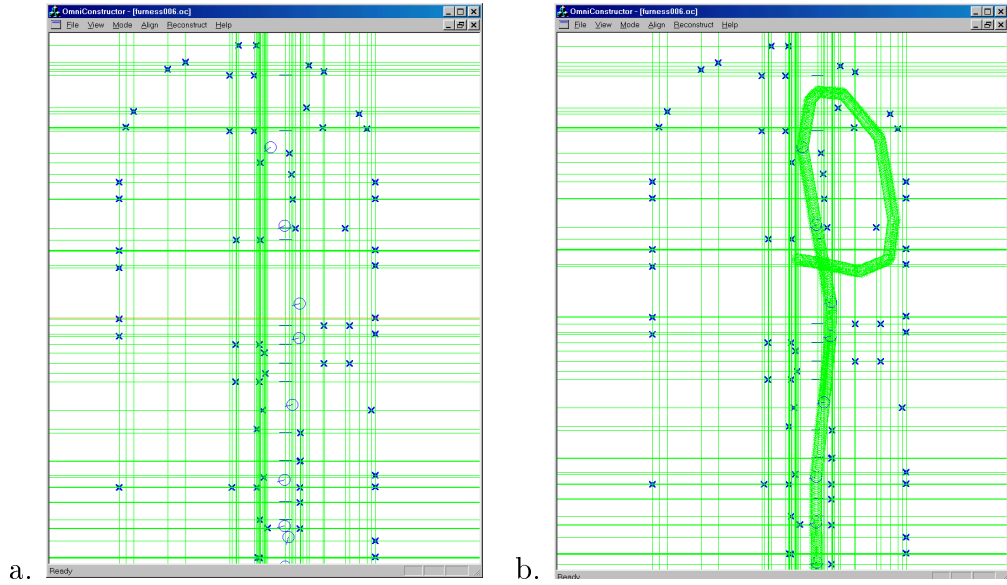 OmniConstructor - [furness006.oc]
File View Mode Align Reconstruct Help
Ready
a.
OmniConstructor - [furness006.oc]
File View Mode Align Reconstruct Help
Ready
b.